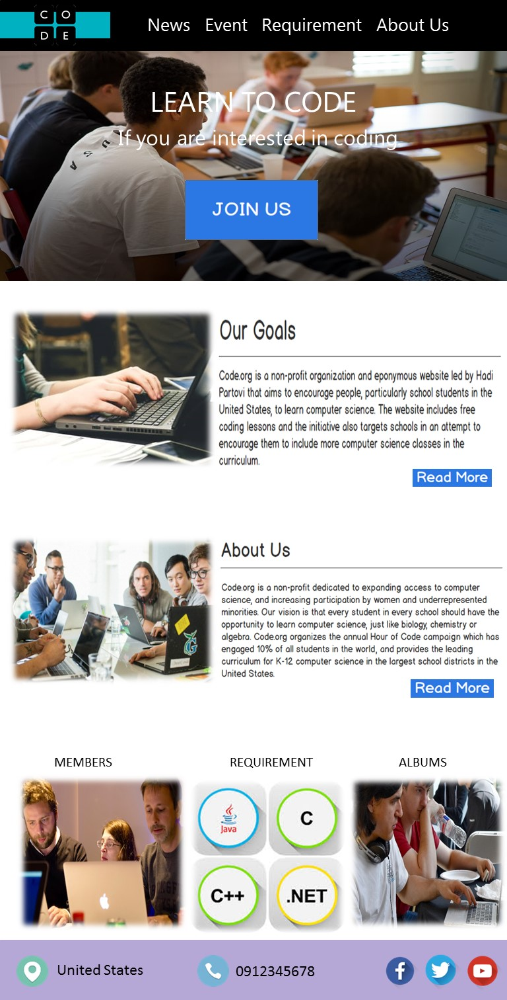 C O
D E
News Event Requirement About Us
LEARN TO CODE
If you are interested in coding
U S A
JOIN US
Our Goals
Code.org is a non-profit organization and eponymous website led by Hadi
Partovi that aims to encourage people, particularly school students in the
United States, to learn computer science. The website includes free
coding lessons and the initiative also targets schools in an attempt to
encourage them to include more computer science classes in the
curriculum.
Read More
About Us
Code.org is a non-profit dedicated to expanding access to computer
science, and increasing participation by women and underrepresented
minorities. Our vision is that every student in every school should have the
opportunity to learn computer science, just like biology, chemistry or
algebra. Code.org organizes the annual Hour of Code campaign which has
engaged 10% of all students in the world, and provides the leading
curriculum for K-12 computer science in the largest school districts in the
United States.
Read More
MEMBERS REQUIREMENT ALBUMS
Java
C
C++
.NET
United States 0912345678